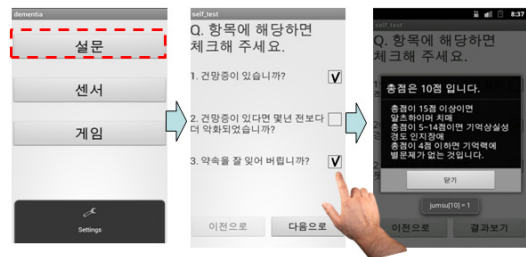 dementia
설문
센서
게임
Settings
self_test
Q. 항목에 해당하면
체크해 주세요.
1. 건망증이 있습니까?
2. 건망증이 있다면 몇년 전보다
더 악화되었습니까?
3. 약속을 잘 잊어 버립니까?
이전으로
다음으로
8:37
self_test
Q. 항목에 해당하면
체크해 주세요.
총점은 10점 입니다.
총점이 15점 이상이면
알츠하이머 치매
총점이 5~14점이면 기억상실성
경도 인지장애
총점이 4점 이하면 기억력에
별문제가 없는 것입니다.
닫기
jumsu[10] = 1
이전으로
결과보기